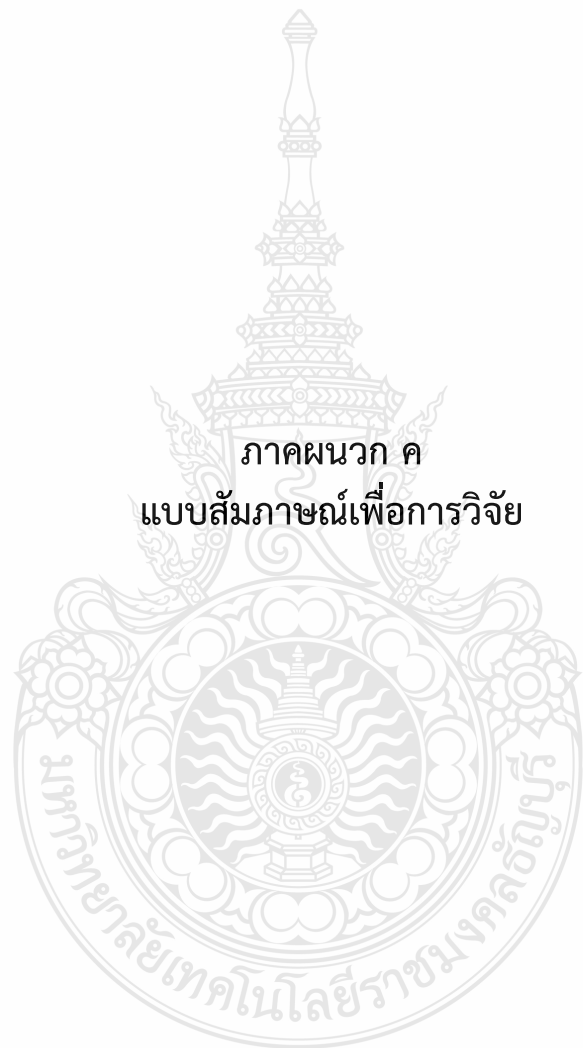 ภาคผนวก ค
แบบสัมภาษณ์เพื่อการวิจัย
มหาวิทยาลัยเทคโนโลยีราชมงคลธัญบุรี